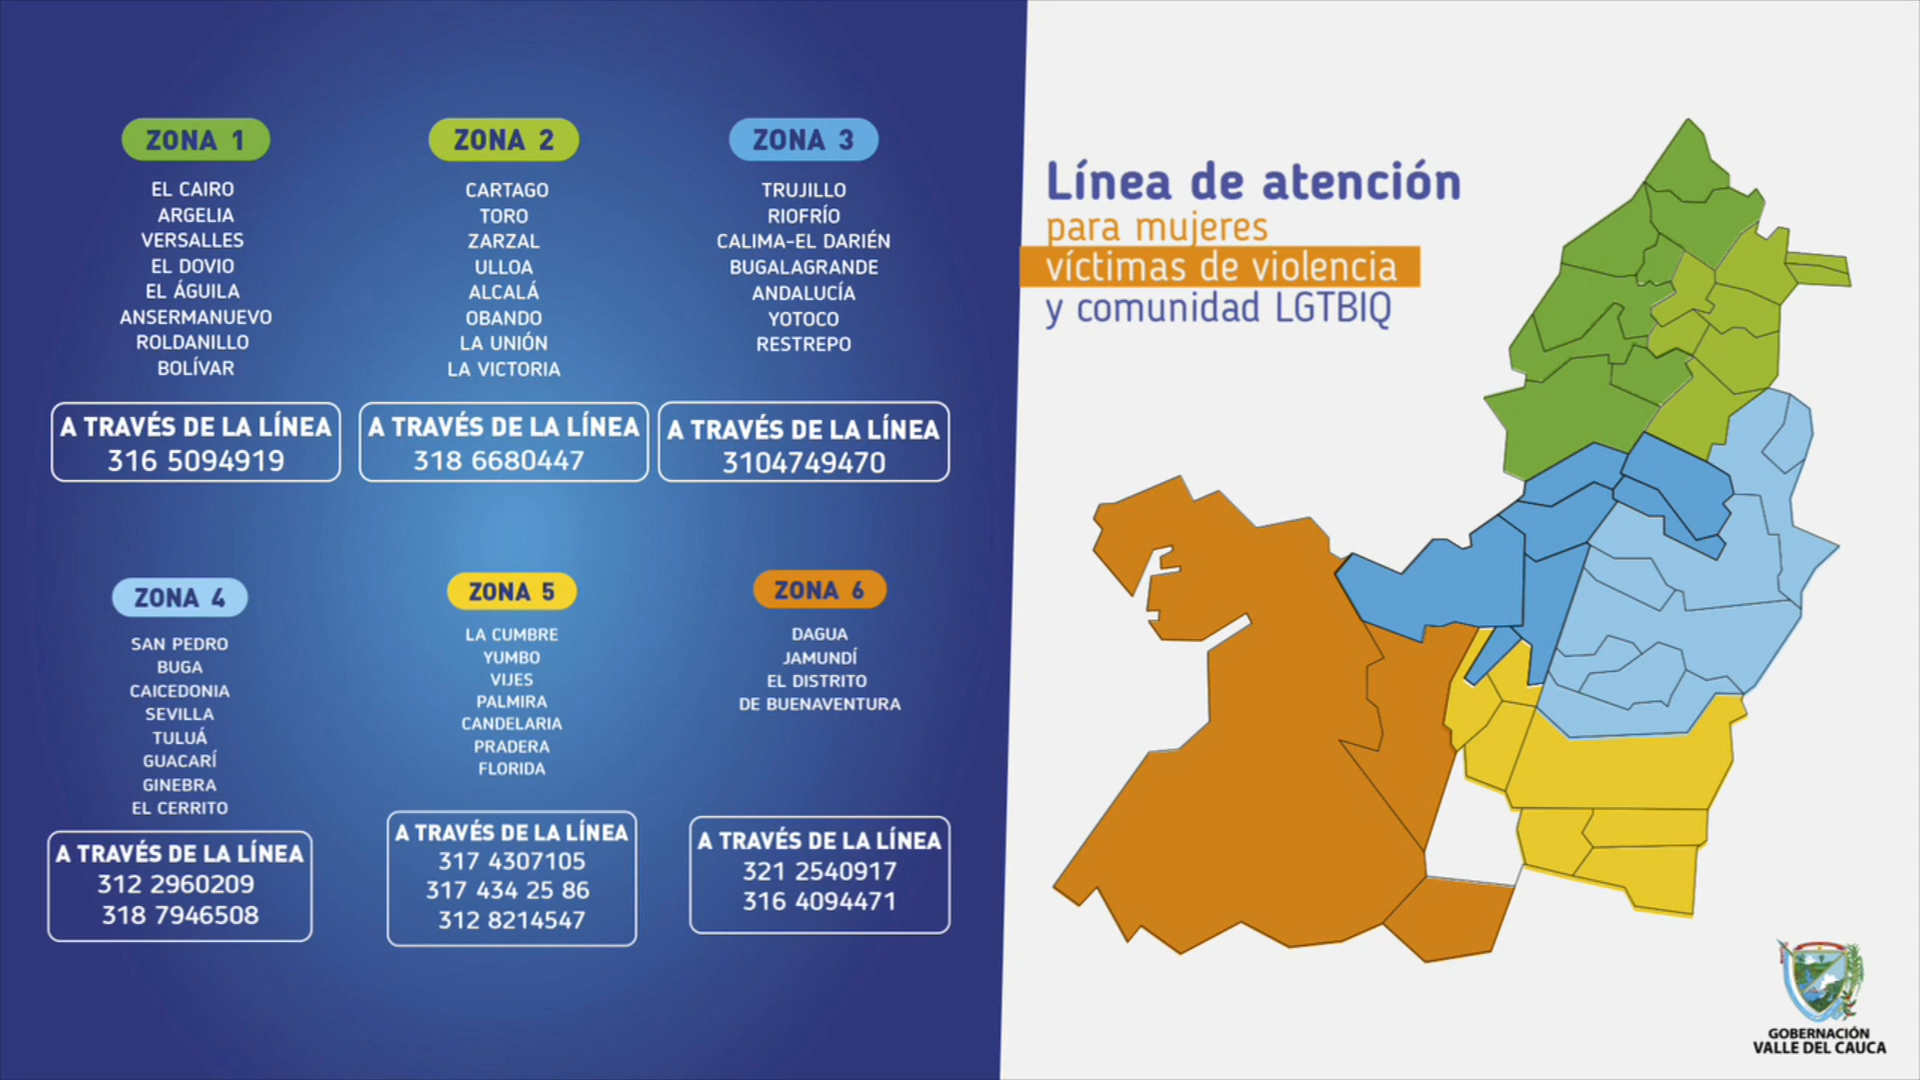 ZONA 1
EL CAIRO
ARGELIA
VERSALLES
EL DOVIO
EL ÁGUILA
ANSERMANUEVO
ROLDANILLO
BOLÍVAR
A TRAVÉS DE LA LÍNEA
316 5094919
ZONA 2
CARTAGO
TORO
ZARZAL
ULLOA
ALCALÁ
OBANDO
LA UNIÓN
LA VICTORIA
A TRAVÉS DE LA LÍNEA
318 6680447
ZONA 3
TRUJILLO
RIOFRÍO
CALIMA-EL DARIÉN
BUGALAGRANDE
ANDALUCÍA
YOTOCO
RESTREPO
A TRAVÉS DE LA LÍNEA
3104749470
ZONA 4
SAN PEDRO
BUGA
CAICEDONIA
SEVILLA
TULUÁ
GUACARÍ
GINEBRA
EL CERRITO
A TRAVÉS DE LA LÍNEA
312 2960209
318 7946508
ZONA 5
LA CUMBRE
YUMBO
VIJES
PALMIRA
CANDELARIA
PRADERA
FLORIDA
A TRAVÉS DE LA LÍNEA
317 4307105
317 434 25 86
312 8214547
ZONA 6
DAGUA
JAMUNDÍ
EL DISTRITO
DE BUENAVENTURA
A TRAVÉS DE LA LÍNEA
321 2540917
316 4094471
Línea de atención
para mujeres
víctimas de violencia
y comunidad LGTBIQ
GOBERNACIÓN
VALLE DEL CAUCA